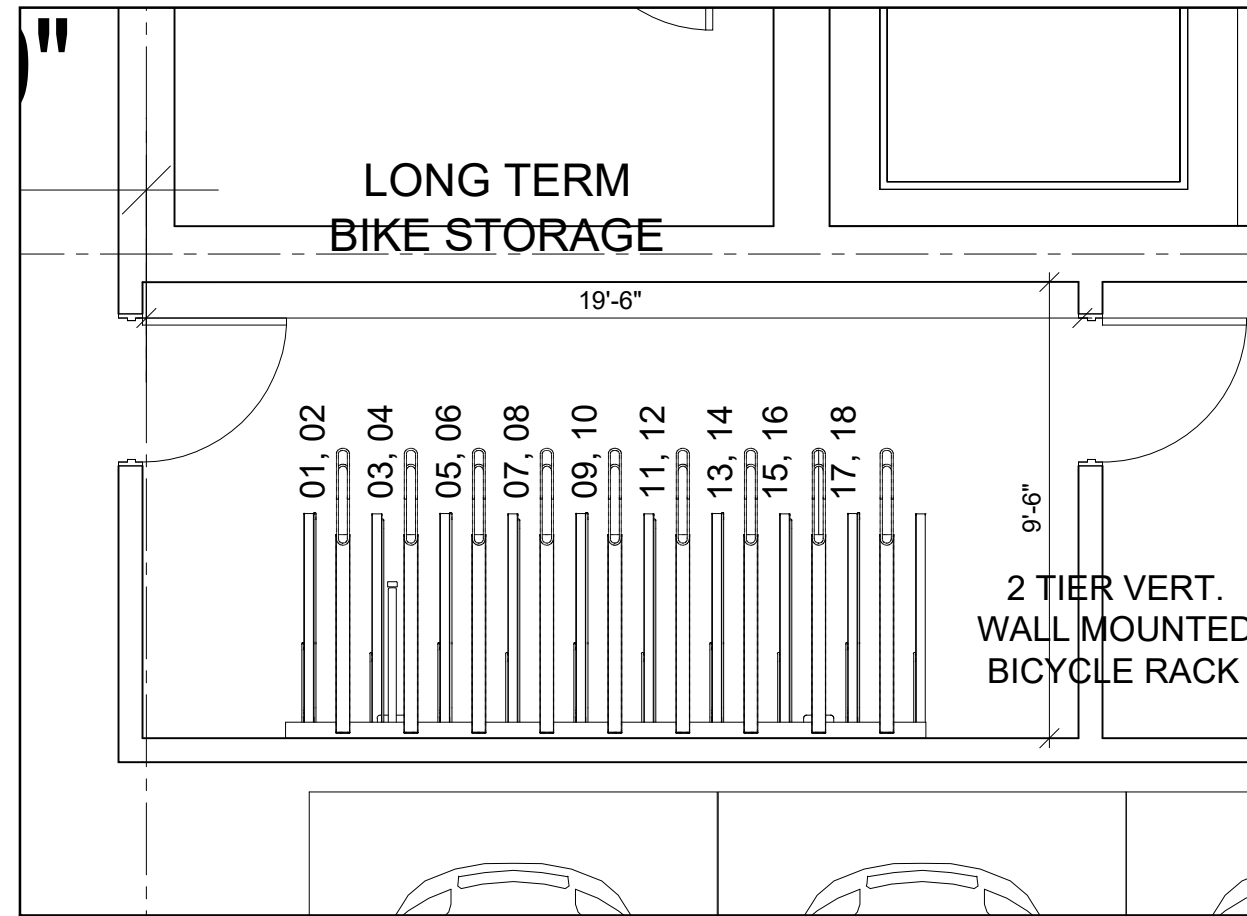 "
LONG TERM
BIKE STORAGE
19'-6"
01, 02
03, 04
05, 06
07, 08
09, 10
11, 12
13, 14
15, 16
17, 18
9'-6"
2 TIER VERT.
WALL MOUNTED
BICYCLE RACK